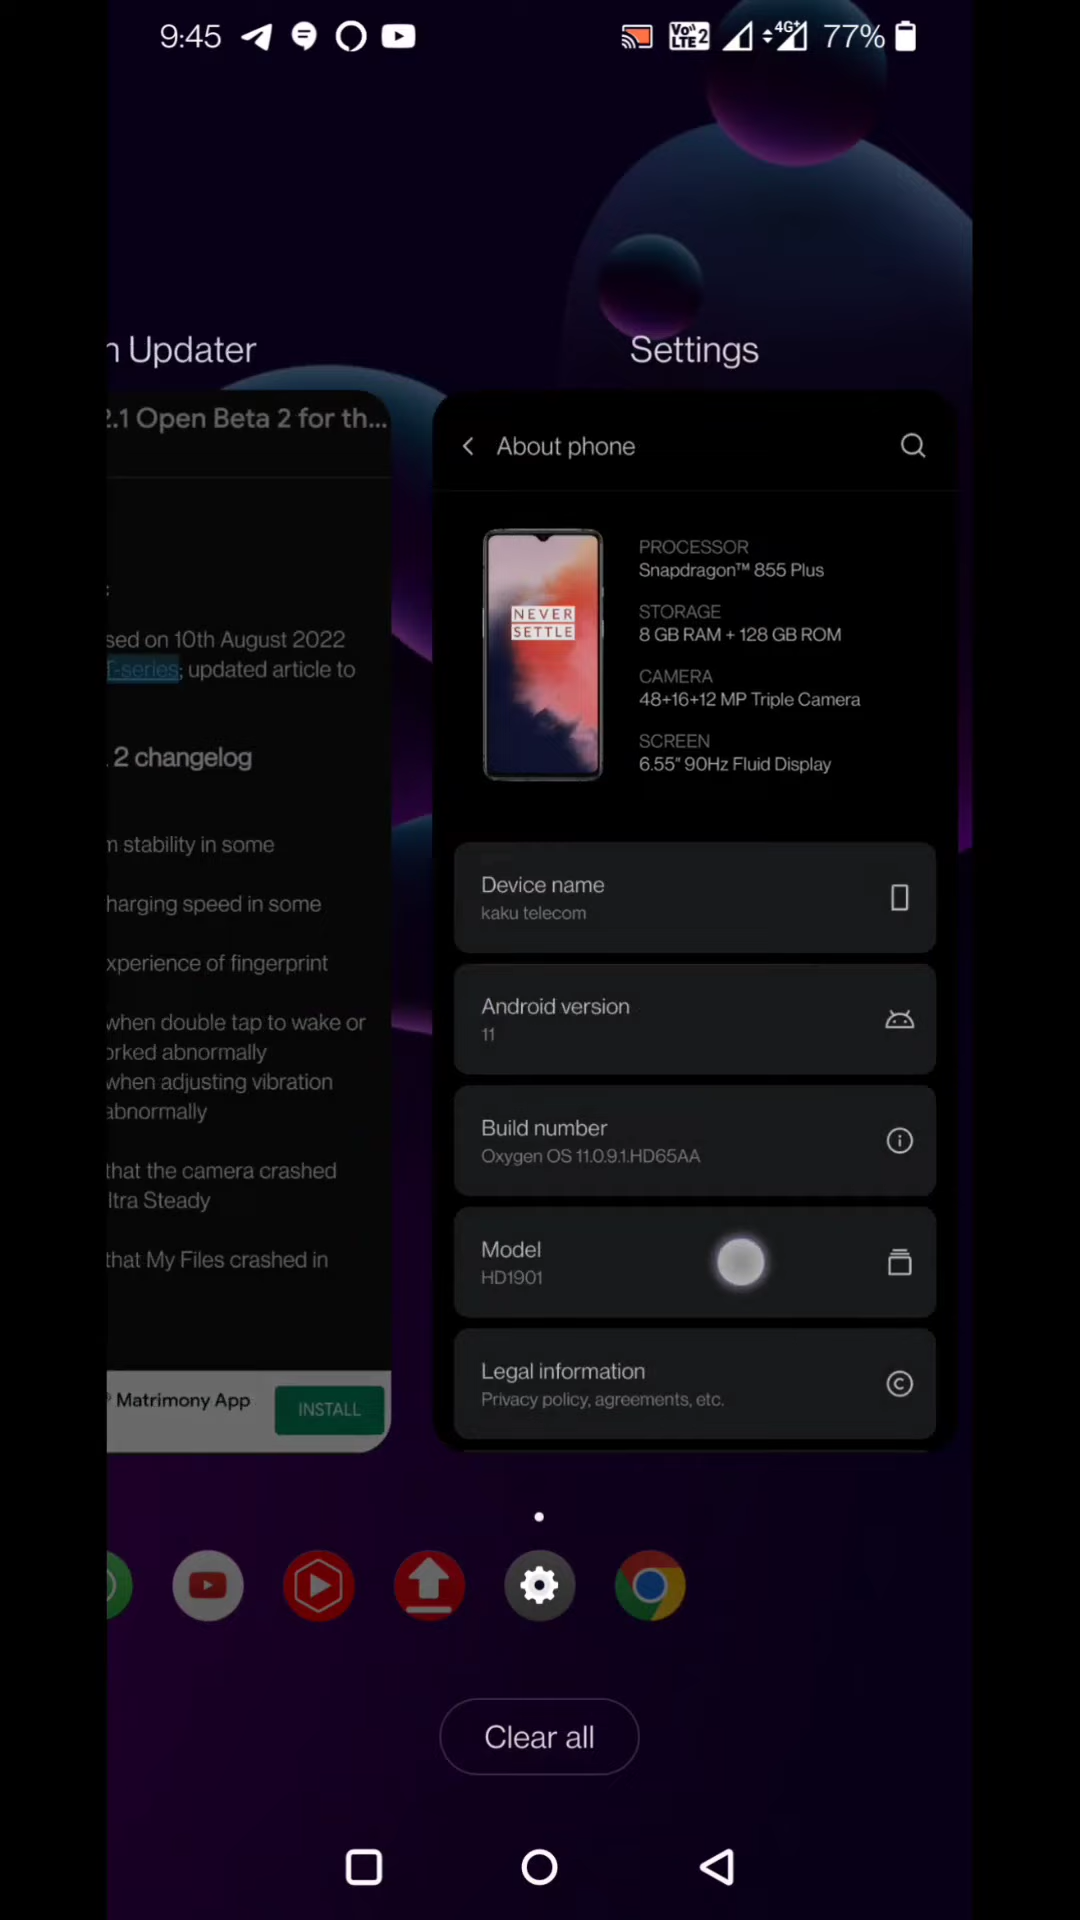 9:45
Vo))
LTE 2
4G+
77%
n Updater
Settings
2.1 Open Beta 2 for th...
sed on 10th August 2022
T-series; updated article to
. 2 changelog
n stability in some
harging speed in some
xperience of fingerprint
when double tap to wake or
orked abnormally
when adjusting vibration
abnormally
that the camera crashed
ltra Steady
that My Files crashed in
Matrimony App
INSTALL
About phone
NEVER
SETTLE
PROCESSOR
Snapdragon™ 855 Plus
STORAGE
8 GB RAM + 128 GB ROM
CAMERA
48+16+12 MP Triple Camera
SCREEN
6.55" 90Hz Fluid Display
Device name
kaku telecom
Android version
11
Build number
Oxygen OS 11.0.9.1.HD65AA
Model
HD1901
Legal information
Privacy policy, agreements, etc.
Clear all